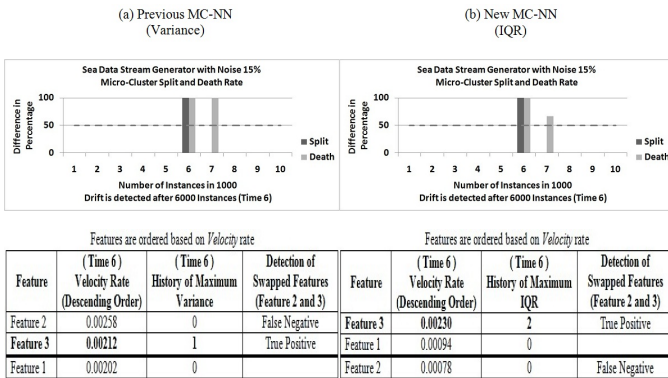 (a) Previous MC-NN
(Variance)
(b) New MC-NN
(IQR)
Sea Data Stream Generator with Noise 15%
Micro-Cluster Split and Death Rate
Difference in
Percentage
100
50
0
1 2 3 4 5 6 7 8 9 10
Split
Death
Number of Instances in 1000
Drift is detected after 6000 Instances (Time 6)
Sea Data Stream Generator with Noise 15%
Micro-Cluster Split and Death Rate
Difference in
Percentage
100
50
0
1 2 3 4 5 6 7 8 9 10
Split
Death
Number of Instances in 1000
Drift is detected after 6000 Instances (Time 6)
Features are ordered based on Velocity rate
Feature
( Time 6 )
Velocity Rate
(Descending Order)
( Time 6 )
History of Maximum
Variance
Detection of
Swapped Features
(Feature 2 and 3)
Feature 2 0.00258 0 False Negative
Feature 3 0.00212 1 True Positive
Feature 1 0.00202 0
Features are ordered based on Velocity rate
Feature
( Time 6 )
Velocity Rate
(Descending Order)
( Time 6 )
History of Maximum
IQR
Detection of
Swapped Features
(Feature 2 and 3)
Feature 3 0.00230 2 True Positive
Feature 1 0.00094 0
Feature 2 0.00078 0 False Negative